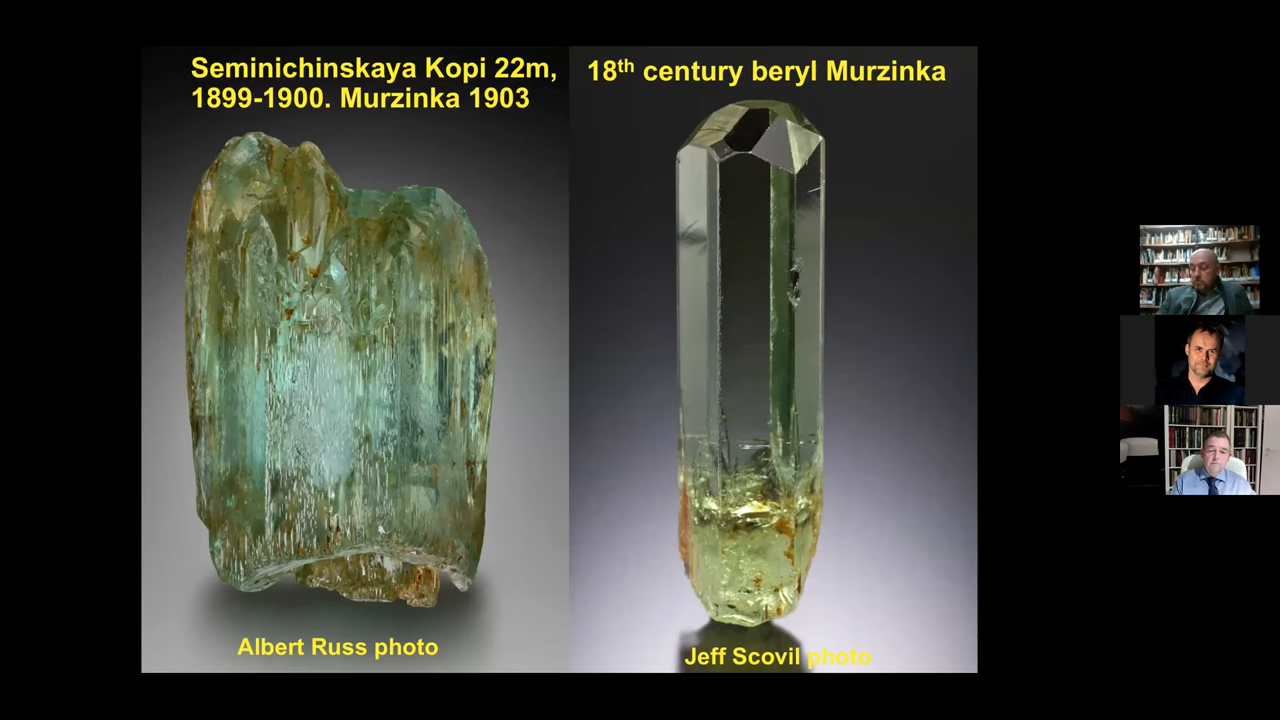 Seminichinskaya Kopi 22m,
1899-1900. Murzinka 1903
18th century beryl Murzinka
Albert Russ photo
Jeff Scovil photo